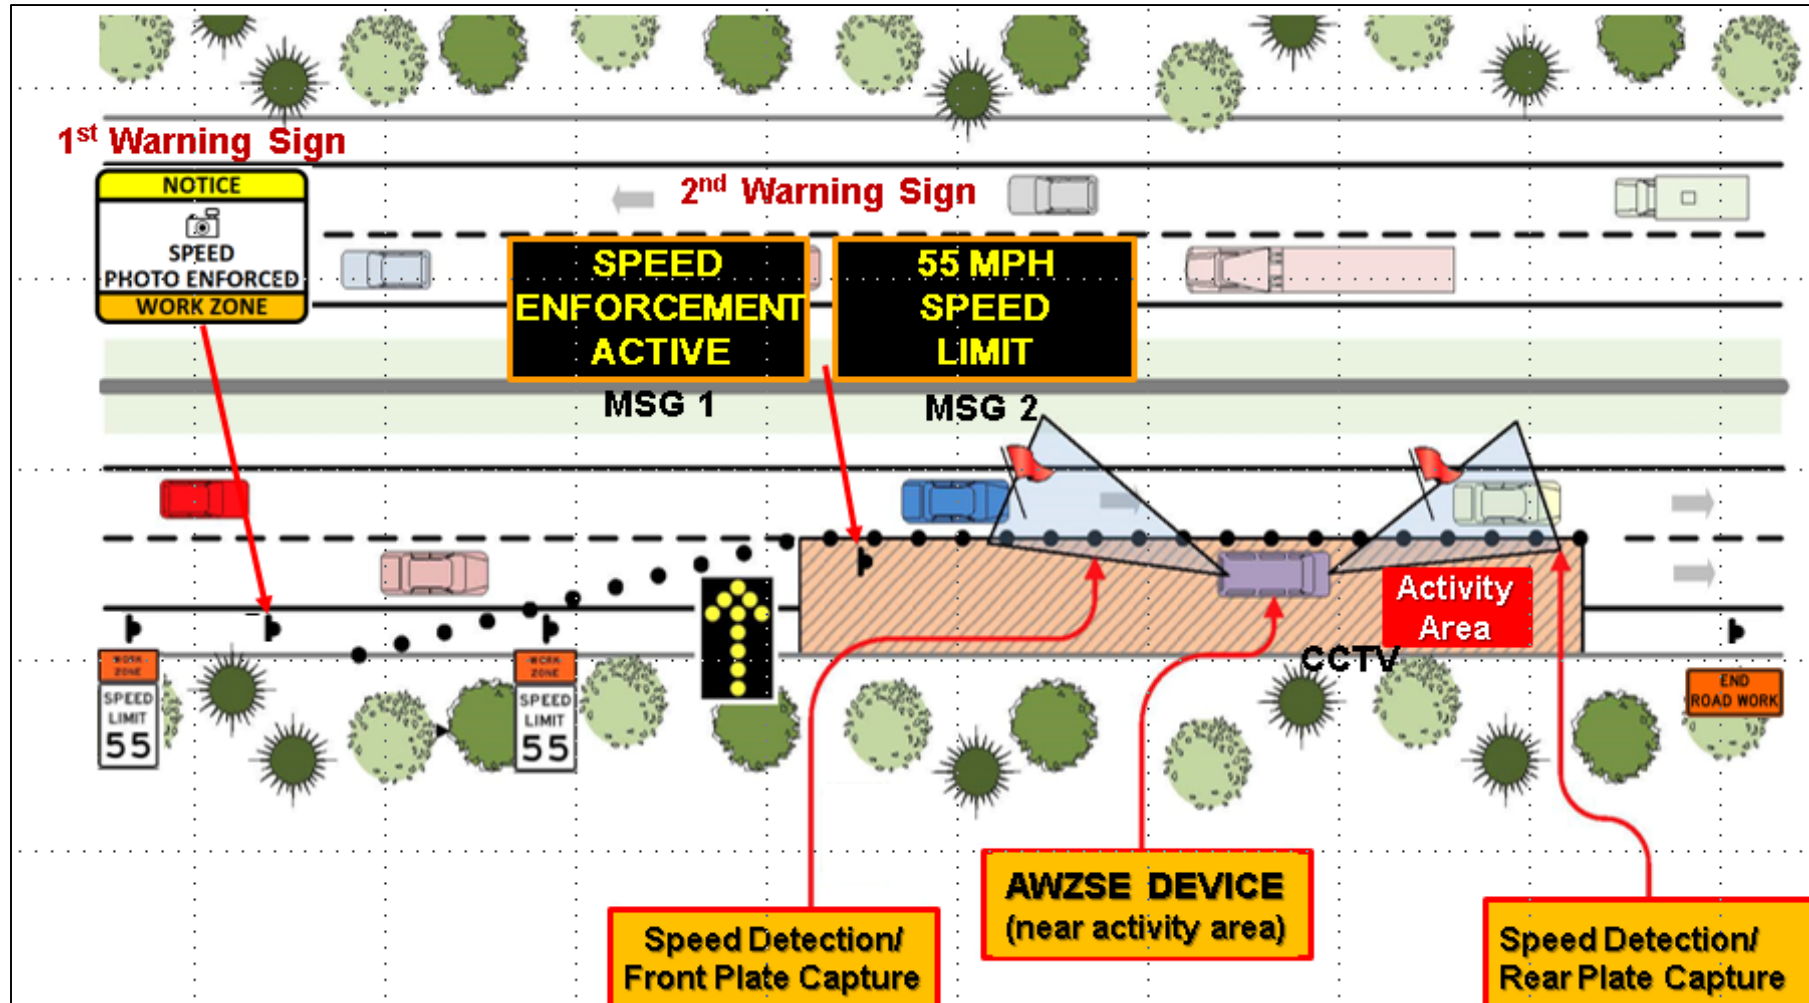 1st Warning Sign
NOTICE
SPEED
PHOTO ENFORCED
WORK ZONE
2nd Warning Sign
SPEED
ENFORCEMENT
ACTIVE
MSG 1
55 MPH
SPEED
LIMIT
MSG 2
WORK
ZONE
SPEED
LIMIT
55
WORK
ZONE
SPEED
LIMIT
55
Activity
Area
CCTV
END
ROAD WORK
Speed Detection/
Front Plate Capture
AWZSE DEVICE
(near activity area)
Speed Detection/
Rear Plate Capture